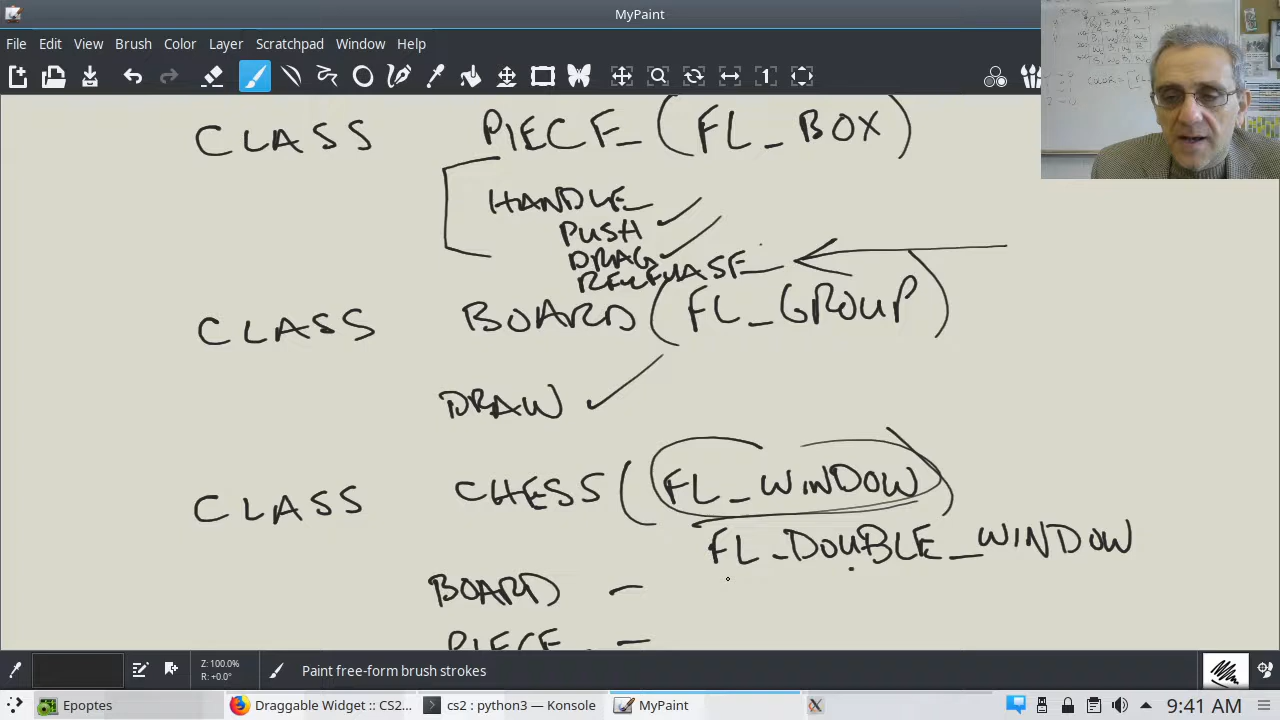 MyPaint
File Edit View Brush Color Layer Scratchpad Window Help
CLASS PIECE (FL_BOX)
HANDLE
PUSH
DRAG
RELEASE
CLASS BOARD (FL_GROUP)
DRAW
CLASS CHESS (FL_WINDOW)
FL_DOUBLE_WINDOW
BOARD -
PIECE -
Z: 100.0%
R: +0.0°
Paint free-form brush strokes
Epoptes
Draggable Widget :: CS2...
cs2 : python3 — Konsole
MyPaint
9:41 AM